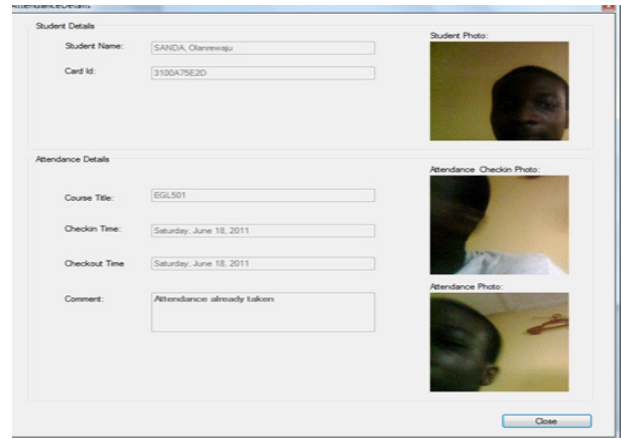 AttendanceDetails
Student Details
Student Name: SANDA, Olanrewaju
Student Photo:
Card Id: 3100A75E2D
Attendance Details
Attendance Checkin Photo:
Course Title: EGL501
Checkin Time: Saturday, June 18, 2011
Checkout Time Saturday, June 18, 2011
Attendance Photo:
Comment: Attendance already taken
Close